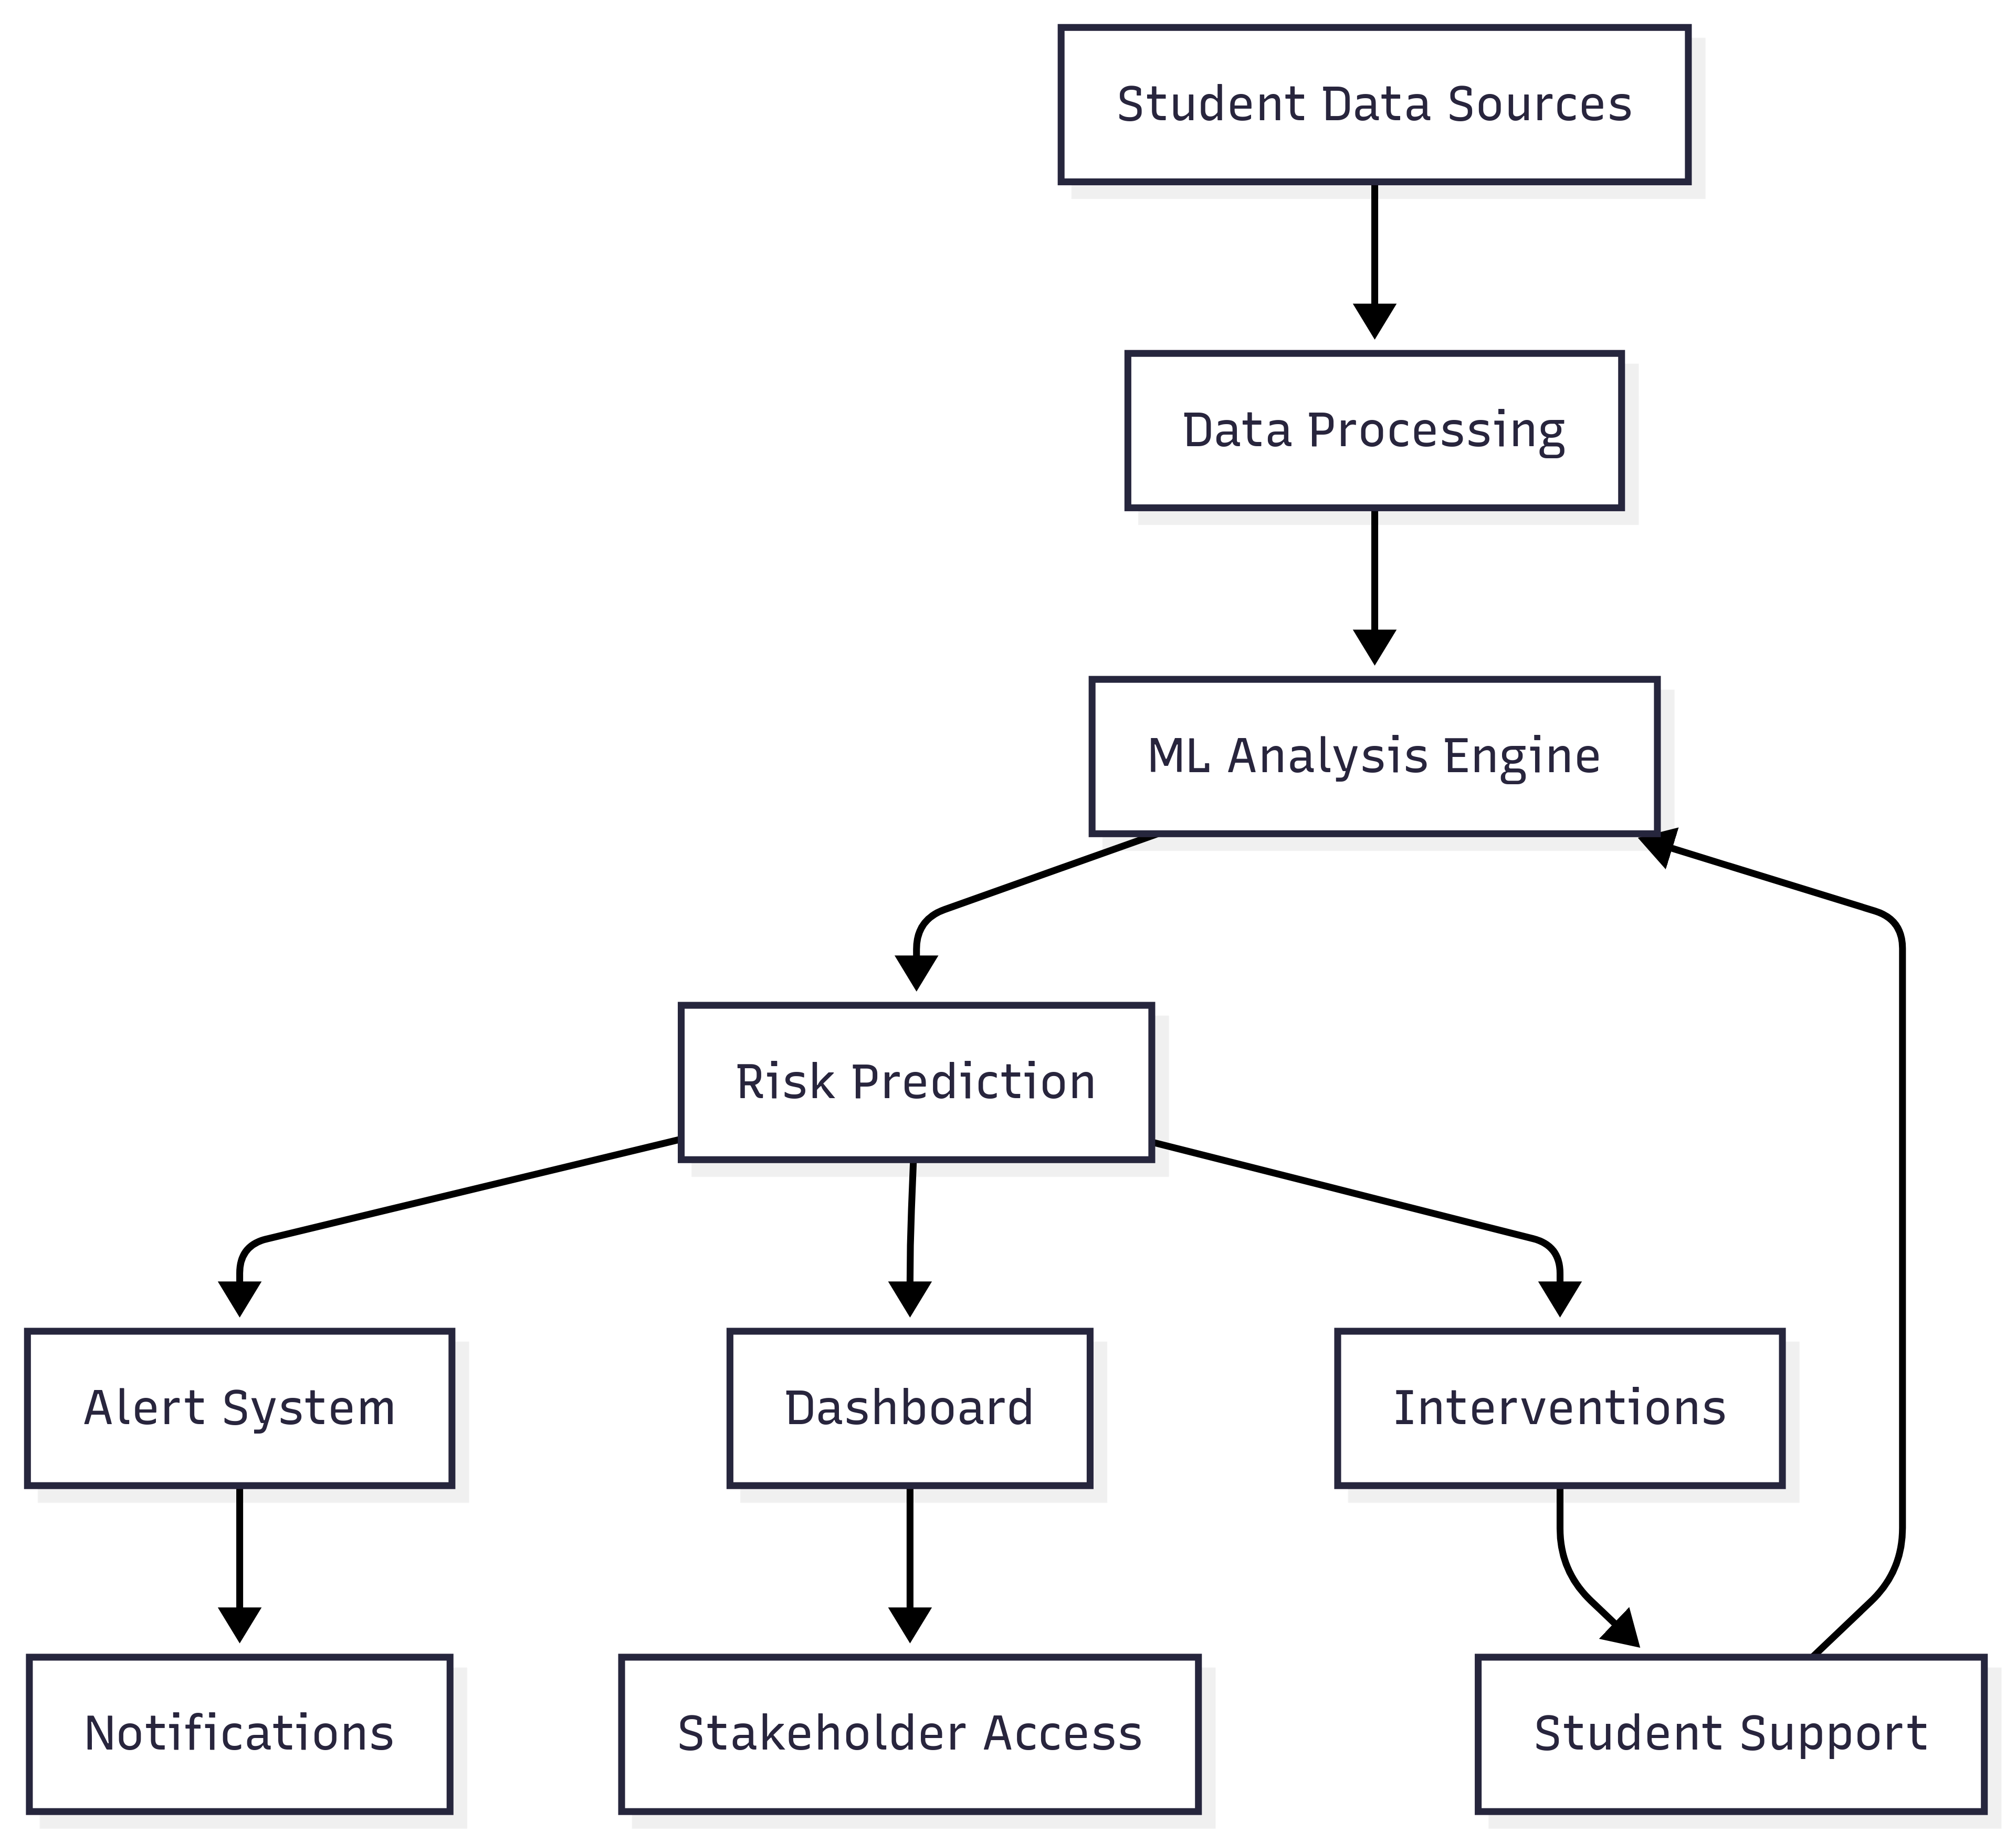 Student Data Sources
Data Processing
ML Analysis Engine
Risk Prediction
Alert System
Dashboard
Interventions
Notifications
Stakeholder Access
Student Support